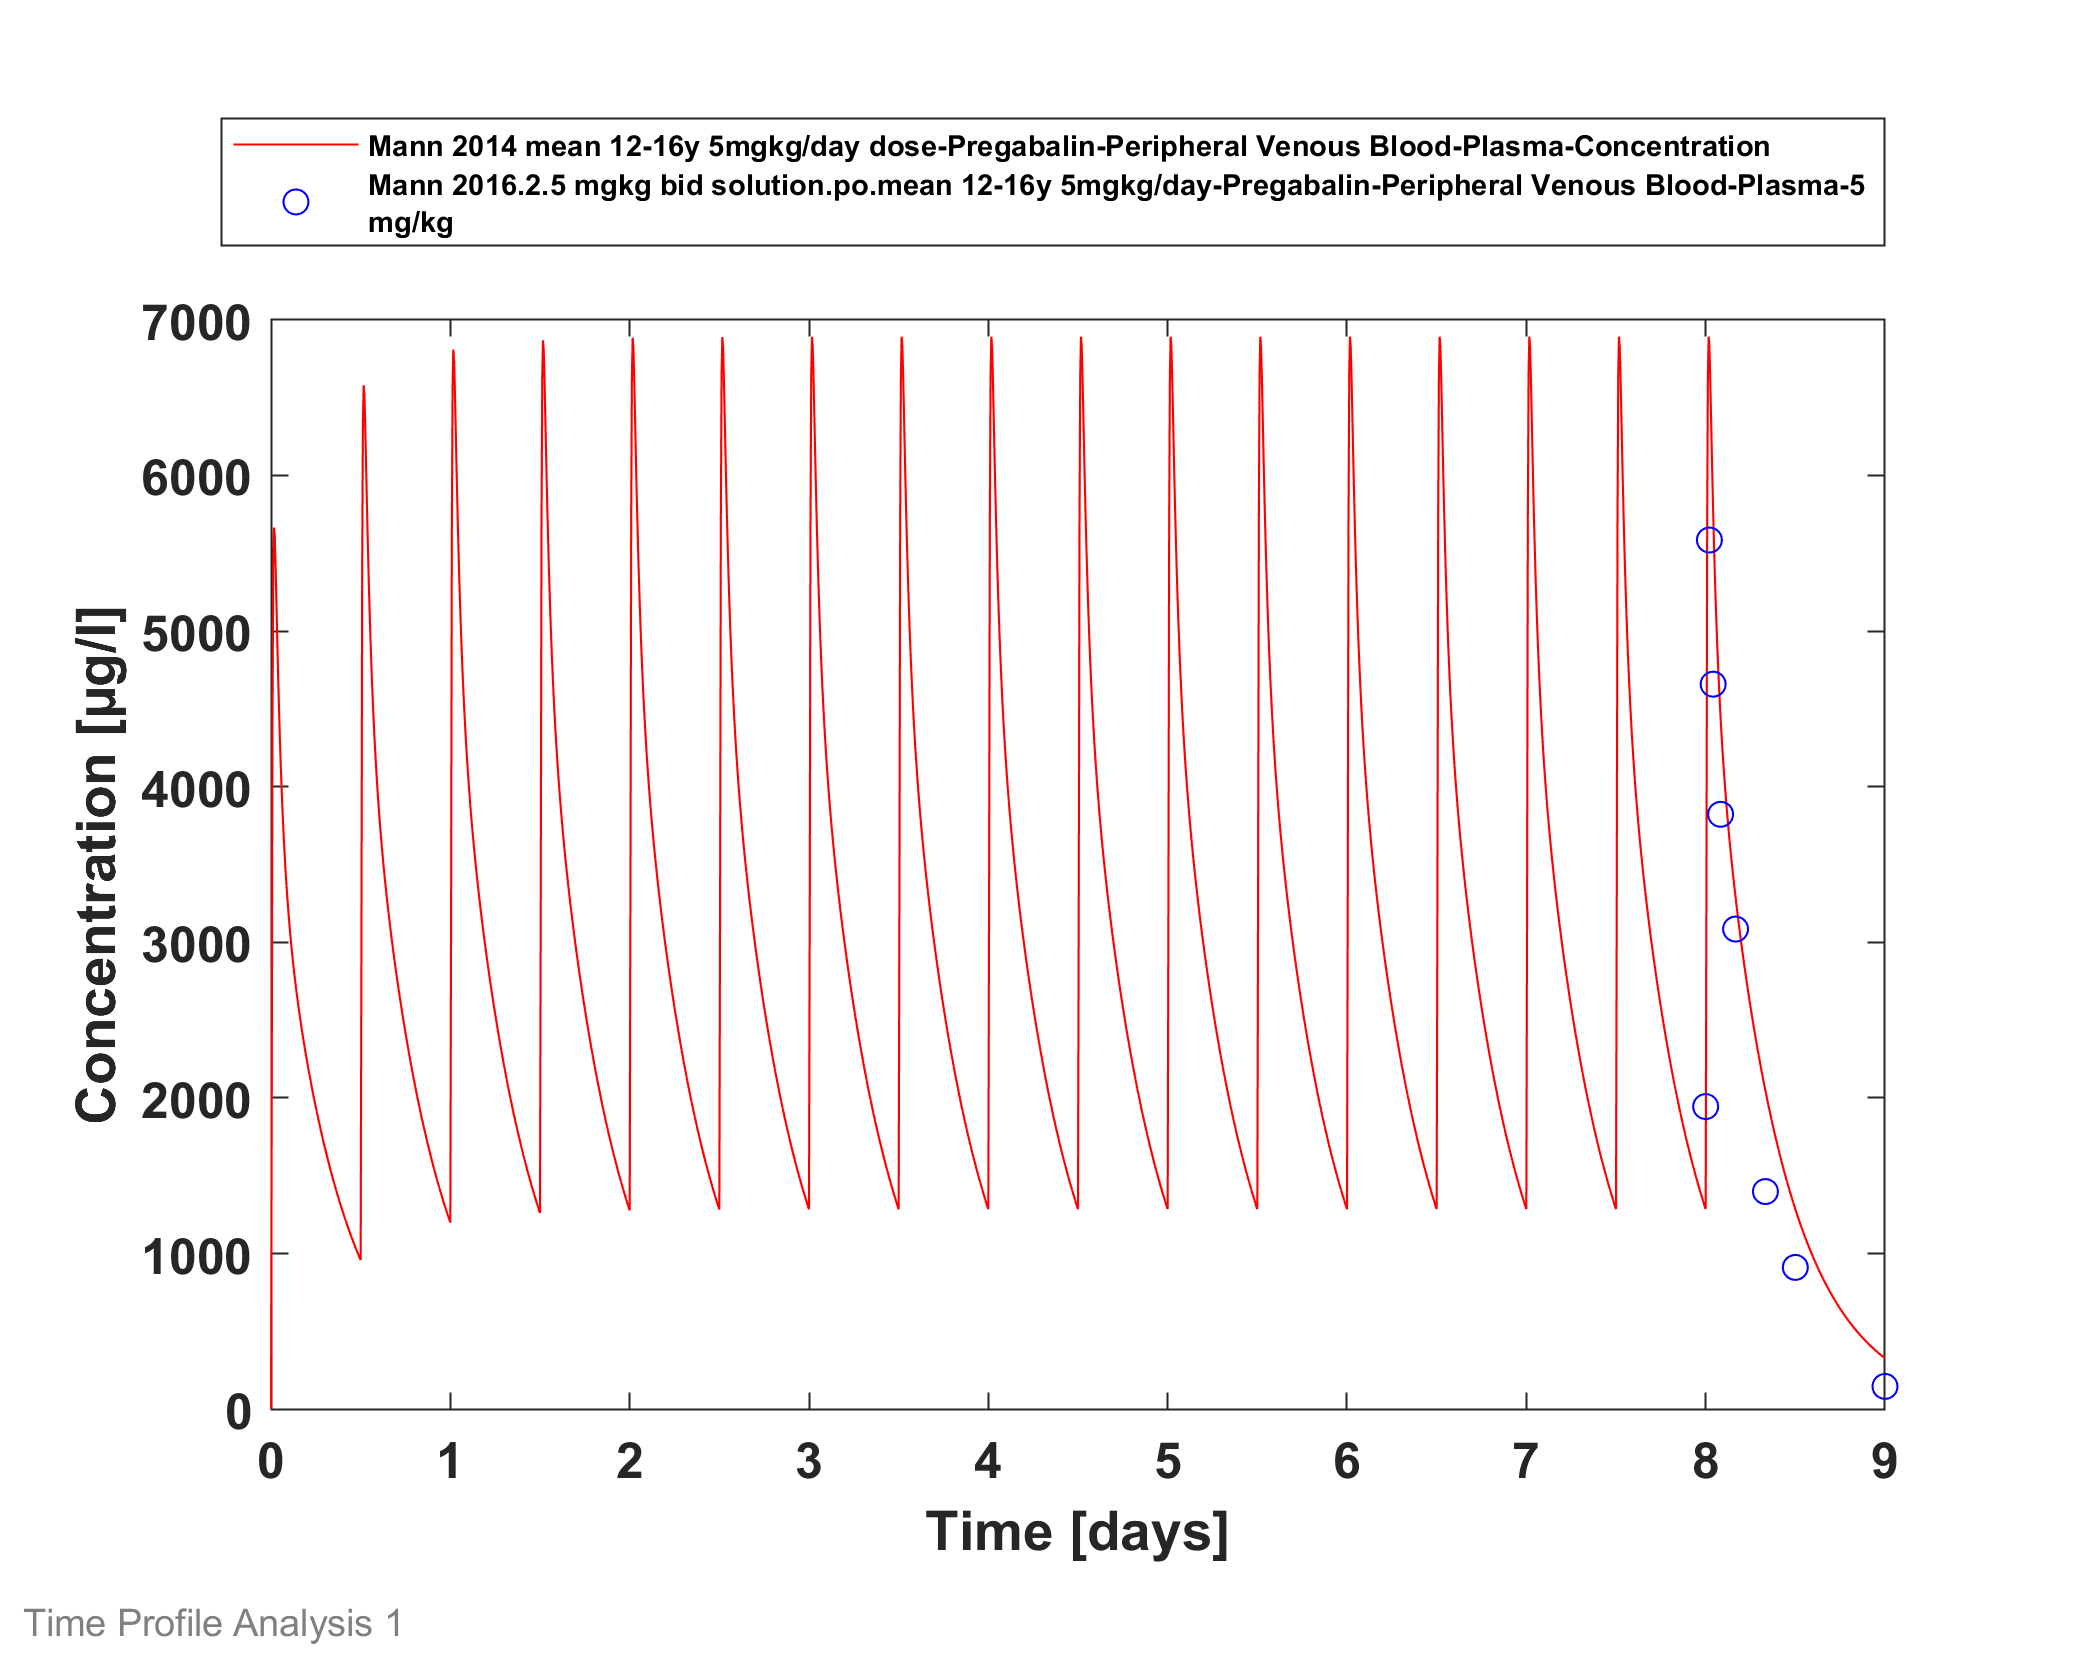 Mann 2014 mean 12-16y 5mgkg/day dose-Pregabalin-Peripheral Venous Blood-Plasma-Concentration
Mann 2016.2.5 mgkg bid solution.po.mean 12-16y 5mgkg/day-Pregabalin-Peripheral Venous Blood-Plasma-5
mg/kg
7000
6000
5000
4000
3000
2000
1000
0
Concentration [µg/l]
0 1 2 3 4 5 6 7 8 9
Time [days]
Time Profile Analysis 1